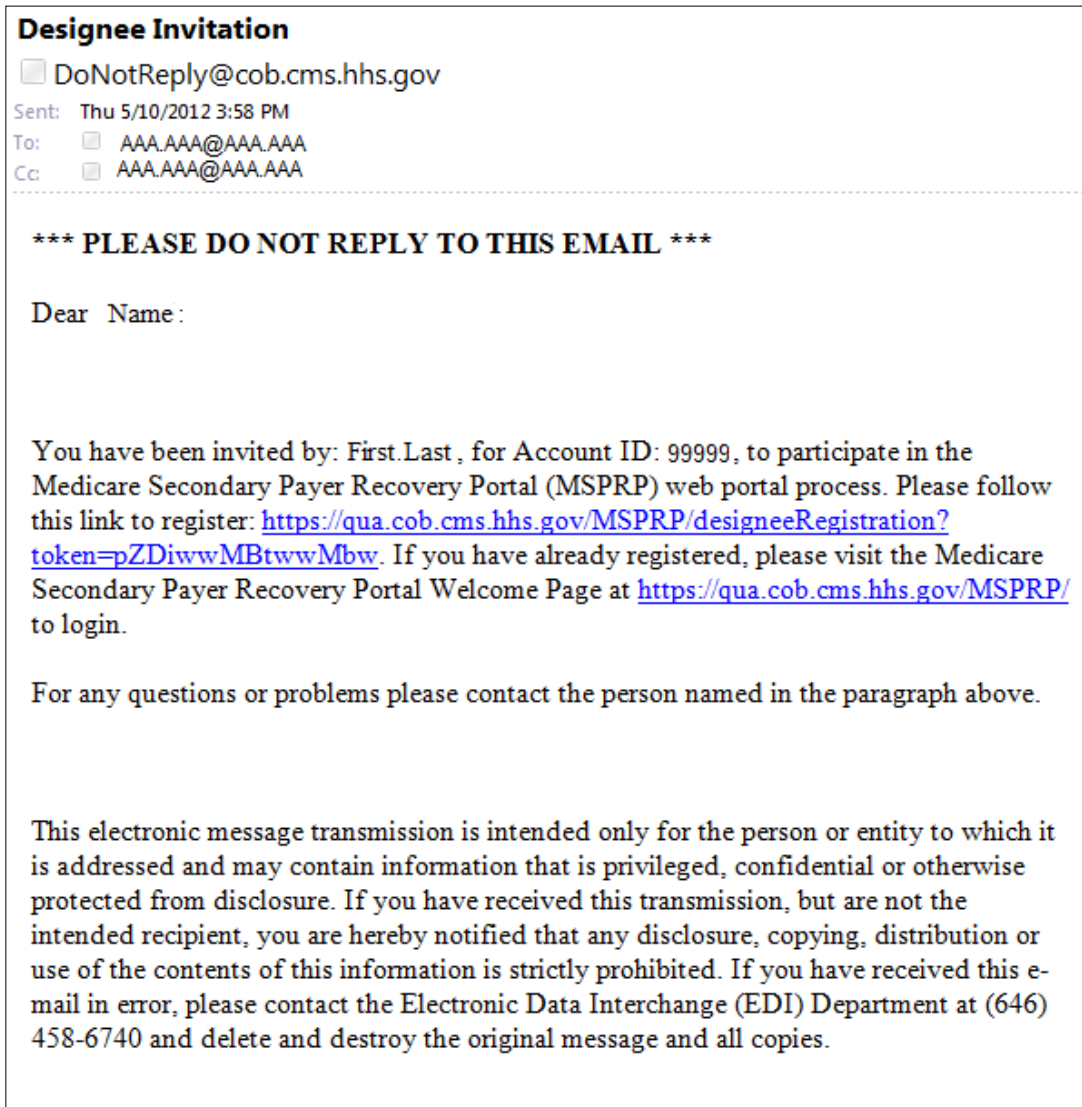 Designee Invitation
DoNotReply@cob.cms.hhs.gov
Sent: Thu 5/10/2012 3:58 PM
To: AAA.AAA@AAA.AAA
Cc: AAA.AAA@AAA.AAA
*** PLEASE DO NOT REPLY TO THIS EMAIL ***
Dear Name:
You have been invited by: First.Last, for Account ID: 99999, to participate in the
Medicare Secondary Payer Recovery Portal (MSPRP) web portal process. Please follow
this link to register: https://qua.cob.cms.hhs.gov/MSPRP/designeeRegistration?
token=pZDiwwMBtwwMbw. If you have already registered, please visit the Medicare
Secondary Payer Recovery Portal Welcome Page at https://qua.cob.cms.hhs.gov/MSPRP/
to login.
For any questions or problems please contact the person named in the paragraph above.
This electronic message transmission is intended only for the person or entity to which it
is addressed and may contain information that is privileged, confidential or otherwise
protected from disclosure. If you have received this transmission, but are not the
intended recipient, you are hereby notified that any disclosure, copying, distribution or
use of the contents of this information is strictly prohibited. If you have received this e-
mail in error, please contact the Electronic Data Interchange (EDI) Department at (646)
458-6740 and delete and destroy the original message and all copies.